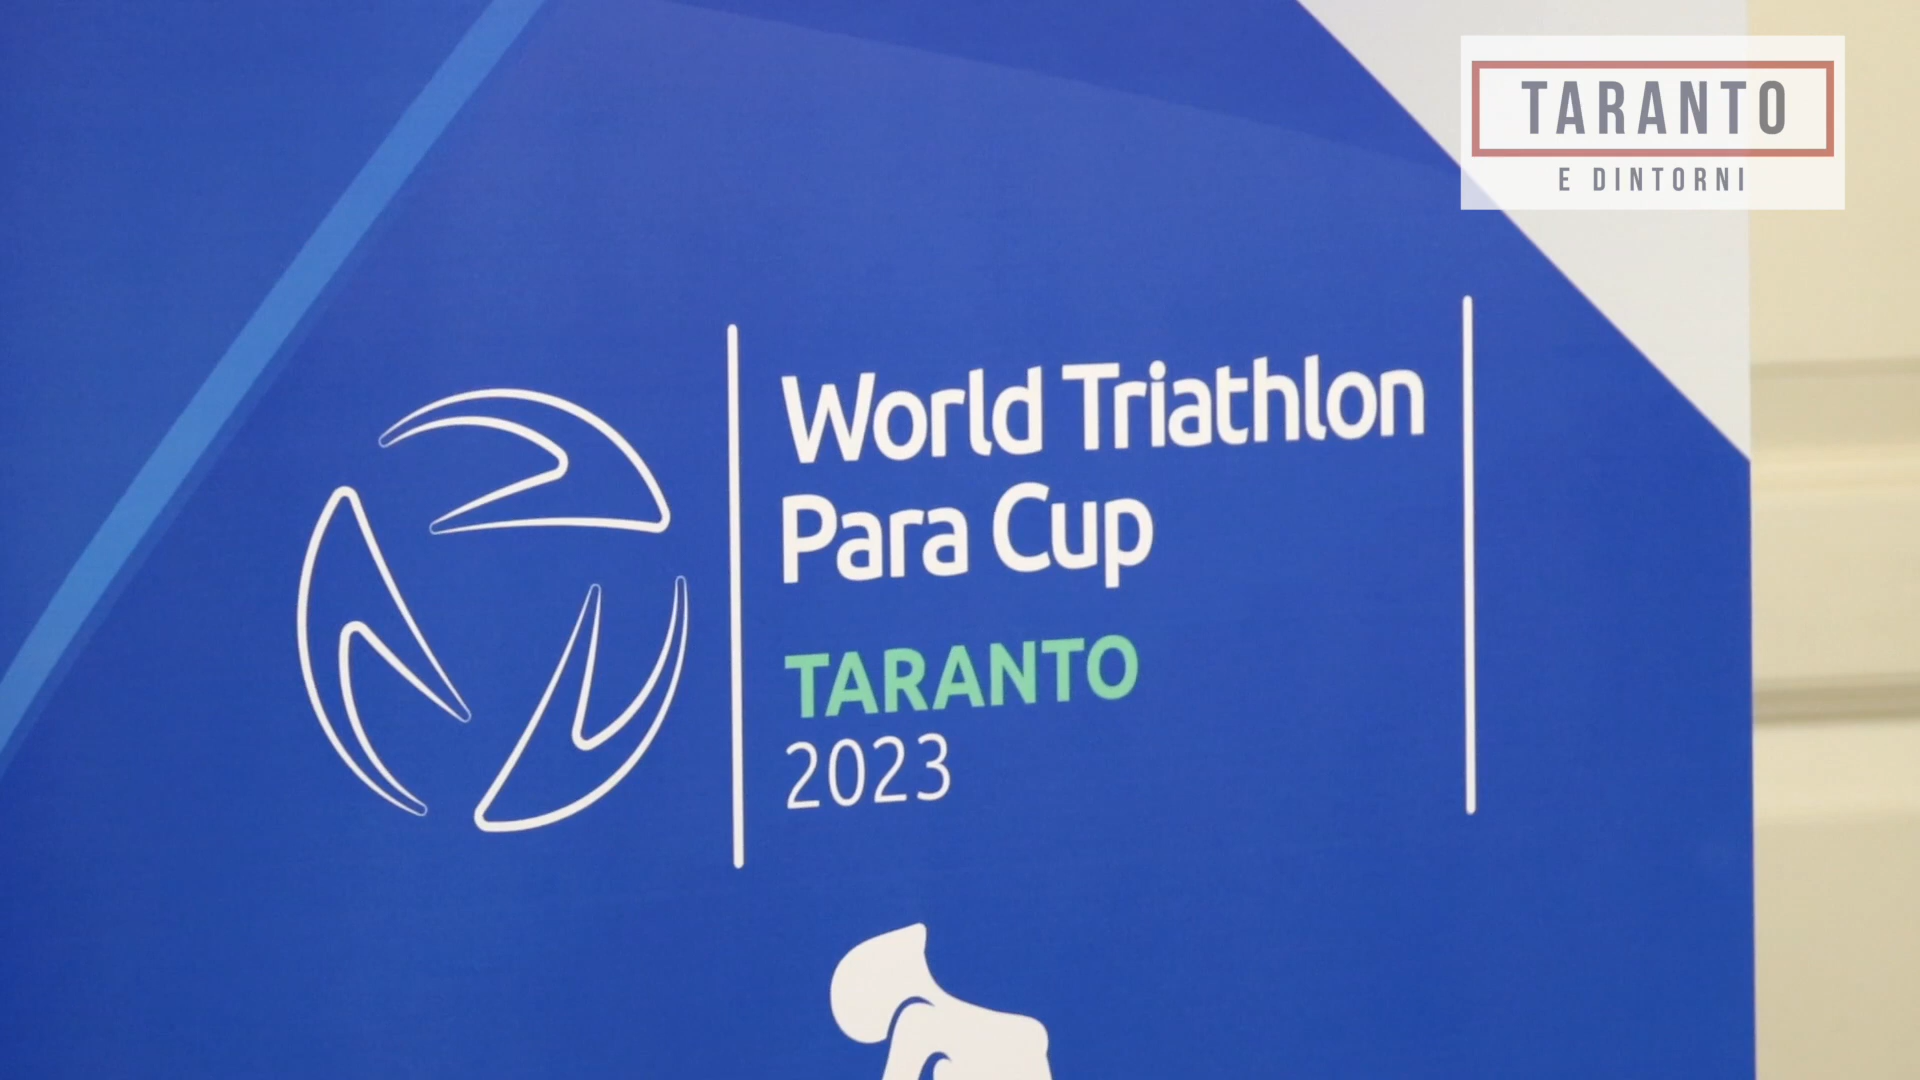 TARANTO
E DINTORNI
World Triathlon
Para Cup
TARANTO
2023